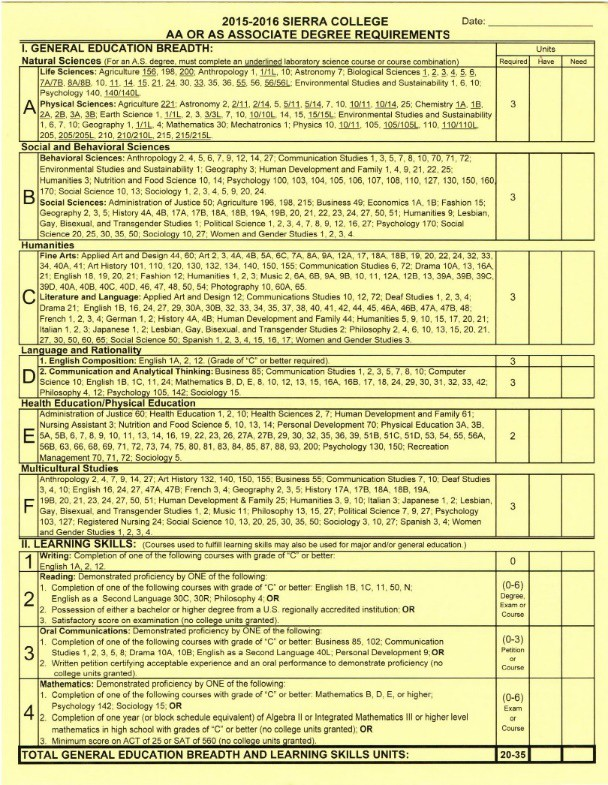 2015-2016 SIERRA COLLEGE
Date:
AA OR AS ASSOCIATE DEGREE REQUIREMENTS
I. GENERAL EDUCATION BREADTH:
Units
Natural Sciences (For an A.S. degree, must complete an underlined laboratory science course or course combination)
Required Have Need
A
Life Sciences: Agriculture 156, 198, 200; Anthropology 1, 1/1L, 10; Astronomy 7; Biological Sciences 1, 2, 3, 4, 5, 6,
7A/7B, 8A/8B, 10, 11, 14, 15, 21, 24, 30, 33, 35, 36, 55, 56, 56/56L; Environmental Studies and Sustainability 1, 6, 10;
Psychology 140, 140/140L.
Physical Sciences: Agriculture 221; Astronomy 2, 2/11, 2/14, 5, 5/11, 5/14, 7, 10, 10/11, 10/14, 25; Chemistry 1A, 1B,
2A, 2B, 3A, 3B; Earth Science 1, 1/1L, 2, 3, 3/3L, 7, 10, 10/10L, 14, 15, 15/15L; Environmental Studies and Sustainability
1, 6, 7, 10; Geography 1, 1/1L, 4; Mathematics 30; Mechatronics 1; Physics 10, 10/11, 105, 105/105L, 110, 110/110L,
205, 205/205L, 210, 210/210L, 215, 215/215L.
3
Social and Behavioral Sciences
B
Behavioral Sciences: Anthropology 2, 4, 5, 6, 7, 9, 12, 14, 27; Communication Studies 1, 3, 5, 7, 8, 10, 70, 71, 72;
Environmental Studies and Sustainability 1; Geography 3; Human Development and Family 1, 4, 9, 21, 22, 25;
Humanities 3; Nutrition and Food Science 10, 14; Psychology 100, 103, 104, 105, 106, 107, 108, 110, 127, 130, 150, 160,
170; Social Science 10, 13; Sociology 1, 2, 3, 4, 5, 9, 20, 24.
Social Sciences: Administration of Justice 50; Agriculture 196, 198, 215; Business 49; Economics 1A, 1B; Fashion 15;
Geography 2, 3, 5; History 4A, 4B, 17A, 17B, 18A, 18B, 19A, 19B, 20, 21, 22, 23, 24, 27, 50, 51; Humanities 9; Lesbian,
Gay, Bisexual, and Transgender Studies 1; Political Science 1, 2, 3, 4, 7, 8, 9, 12, 16, 27; Psychology 170; Social
Science 20, 25, 30, 35, 50; Sociology 10, 27; Women and Gender Studies 1, 2, 3, 4.
3
Humanities
C
Fine Arts: Applied Art and Design 44, 60; Art 2, 3, 4A, 4B, 5A, 6C, 7A, 8A, 9A, 12A, 17, 18A, 18B, 19, 20, 22, 24, 32, 33,
34, 40A, 41; Art History 101, 110, 120, 130, 132, 134, 140, 150, 155; Communication Studies 6, 72; Drama 10A, 13, 16A,
21; English 18, 19, 20, 21; Fashion 12; Humanities 1, 2, 3; Music 2, 6A, 6B, 9A, 9B, 10, 11, 12A, 12B, 13, 39A, 39B, 39C,
39D, 40A, 40B, 40C, 40D, 46, 47, 48, 50, 54; Photography 10, 60A, 65.
Literature and Language: Applied Art and Design 12; Communications Studies 10, 12, 72; Deaf Studies 1, 2, 3, 4;
Drama 21; English 1B, 16, 24, 27, 29, 30A, 30B, 32, 33, 34, 35, 37, 38, 40, 41, 42, 44, 45, 46A, 46B, 47A, 47B, 48;
French 1, 2, 3, 4; German 1, 2; History 4A, 4B; Human Development and Family 44; Humanities 5, 9, 10, 15, 17, 20, 21;
Italian 1, 2, 3; Japanese 1, 2; Lesbian, Gay, Bisexual, and Transgender Studies 2; Philosophy 2, 4, 6, 10, 13, 15, 20, 21,
27, 30, 50, 60, 65; Social Science 50; Spanish 1, 2, 3, 4, 15, 16, 17; Women and Gender Studies 3.
3
Language and Rationality
D
1. English Composition: English 1A, 2, 12. (Grade of "C" or better required).
3
2. Communication and Analytical Thinking: Business 85; Communication Studies 1, 2, 3, 5, 7, 8, 10; Computer
Science 10; English 1B, 1C, 11, 24; Mathematics B, D, E, 8, 10, 12, 13, 15, 16A, 16B, 17, 18, 24, 29, 30, 31, 32, 33, 42;
Philosophy 4, 12; Psychology 105, 142; Sociology 15.
3
Health Education/Physical Education
E
Administration of Justice 60; Health Education 1, 2, 10; Health Sciences 2, 7; Human Development and Family 61;
Nursing Assistant 3; Nutrition and Food Science 5, 10, 13, 14; Personal Development 70; Physical Education 3A, 3B,
5A, 5B, 6, 7, 8, 9, 10, 11, 13, 14, 16, 19, 22, 23, 26, 27A, 27B, 29, 30, 32, 35, 36, 39, 51B, 51C, 51D, 53, 54, 55, 56A,
56B, 63, 66, 68, 69, 71, 72, 73, 74, 75, 80, 81, 83, 84, 85, 87, 88, 93, 200; Psychology 130, 150; Recreation
Management 70, 71, 72; Sociology 5.
2
Multicultural Studies
F
Anthropology 2, 4, 7, 9, 14, 27; Art History 132, 140, 150, 155; Business 55; Communication Studies 7, 10; Deaf Studies
3, 4, 10; English 16, 24, 27, 47A, 47B; French 3, 4; Geography 2, 3, 5; History 17A, 17B, 18A, 18B, 19A,
19B, 20, 21, 23, 24, 27, 50, 51; Human Development & Family 25; Humanities 3, 9, 10; Italian 3; Japanese 1, 2; Lesbian,
Gay, Bisexual, and Transgender Studies 1, 2; Music 11; Philosophy 13, 15, 27; Political Science 7, 9, 27; Psychology
103, 127; Registered Nursing 24; Social Science 10, 13, 20, 25, 30, 35, 50; Sociology 3, 10, 27; Spanish 3, 4; Women
and Gender Studies 1, 2, 3, 4.
3
II. LEARNING SKILLS: (Courses used to fulfill learning skills may also be used for major and/or general education.)
1
Writing: Completion of one of the following courses with grade of "C" or better:
English 1A, 2, 12.
0
2
Reading: Demonstrated proficiency by ONE of the following:
1. Completion of one of the following courses with grade of "C" or better: English 1B, 1C, 11, 50, N;
English as a Second Language 30C, 30R; Philosophy 4; OR
2. Possession of either a bachelor or higher degree from a U.S. regionally accredited institution; OR
3. Satisfactory score on examination (no college units granted).
(0-6)
Degree,
Exam or
Course
3
Oral Communications: Demonstrated proficiency by ONE of the following:
1. Completion of one of the following courses with grade of "C" or better: Business 85, 102; Communication
Studies 1, 2, 3, 5, 8; Drama 10A, 10B; English as a Second Language 40L; Personal Development 9; OR
2. Written petition certifying acceptable experience and an oral performance to demonstrate proficiency (no
college units granted).
(0-3)
Petition
or
Course
4
Mathematics: Demonstrated proficiency by ONE of the following:
1. Completion of one of the following courses with grade of "C" or better: Mathematics B, D, E, or higher;
Psychology 142; Sociology 15; OR
2. Completion of one year (or block schedule equivalent) of Algebra II or Integrated Mathematics III or higher level
mathematics in high school with grades of "C" or better (no college units granted); OR
3. Minimum score on ACT of 25 or SAT of 560 (no college units granted).
(0-6)
Exam
or
Course
TOTAL GENERAL EDUCATION BREADTH AND LEARNING SKILLS UNITS:
20-35